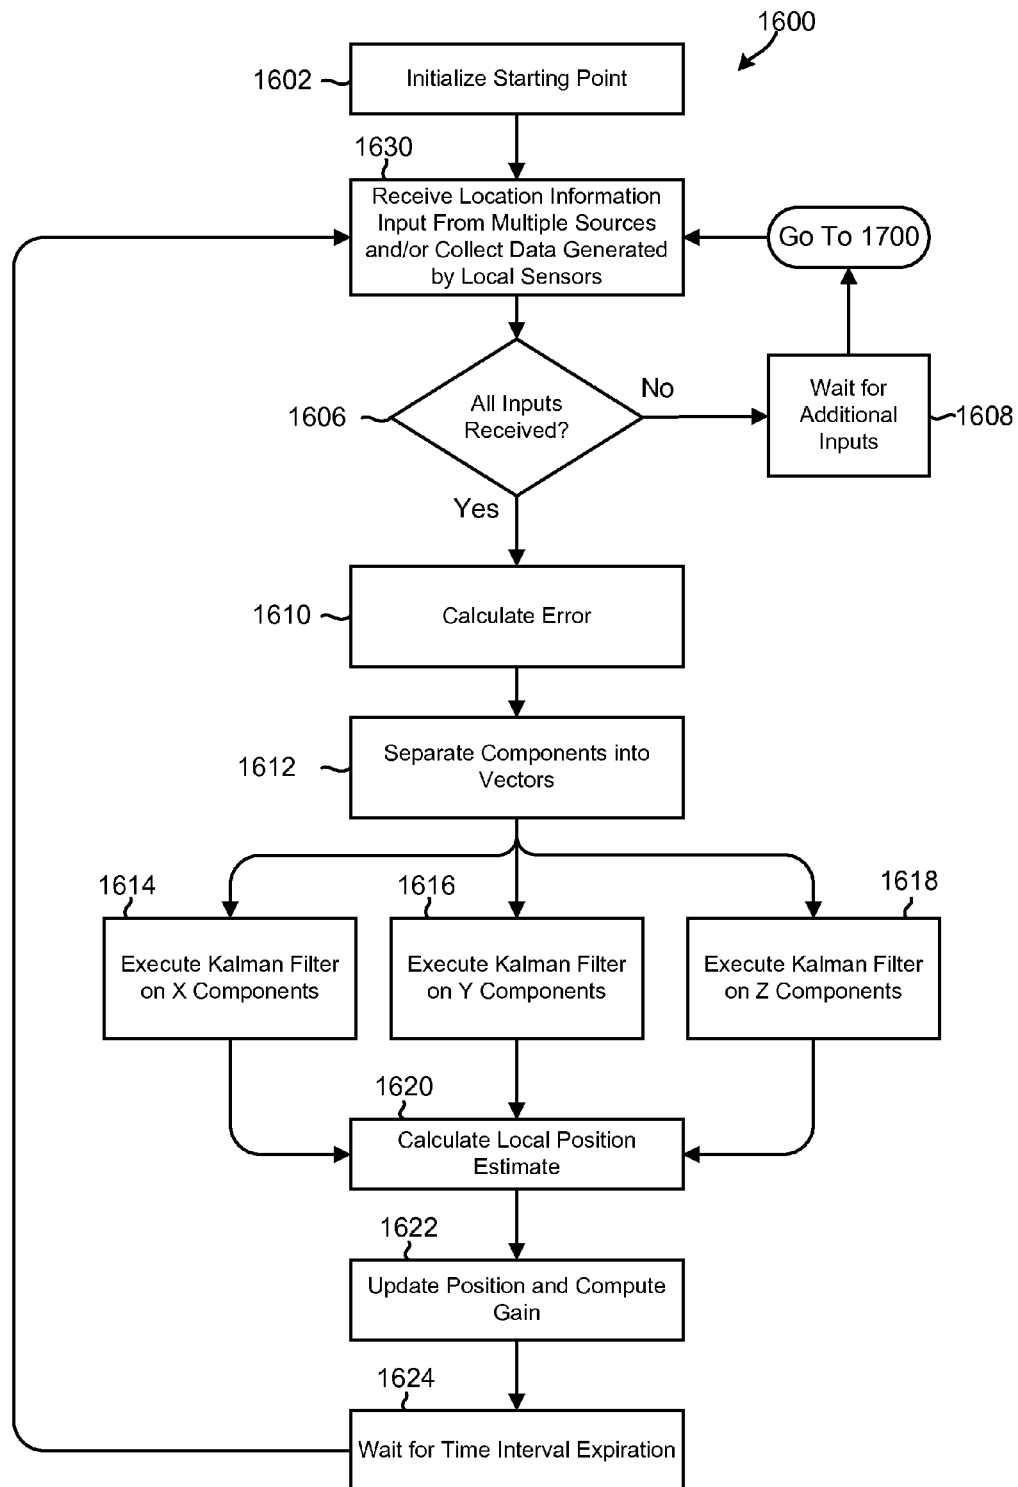 1600
1602
Initialize Starting Point
1630
Receive Location Information
Input From Multiple Sources
and/or Collect Data Generated
by Local Sensors
Go To 1700
1606
All Inputs
Received?
No
Wait for
Additional
Inputs
1608
Yes
1610
Calculate Error
1612
Separate Components into
Vectors
1614
Execute Kalman Filter
on X Components
1616
Execute Kalman Filter
on Y Components
1618
Execute Kalman Filter
on Z Components
1620
Calculate Local Position
Estimate
1622
Update Position and Compute
Gain
1624
Wait for Time Interval Expiration